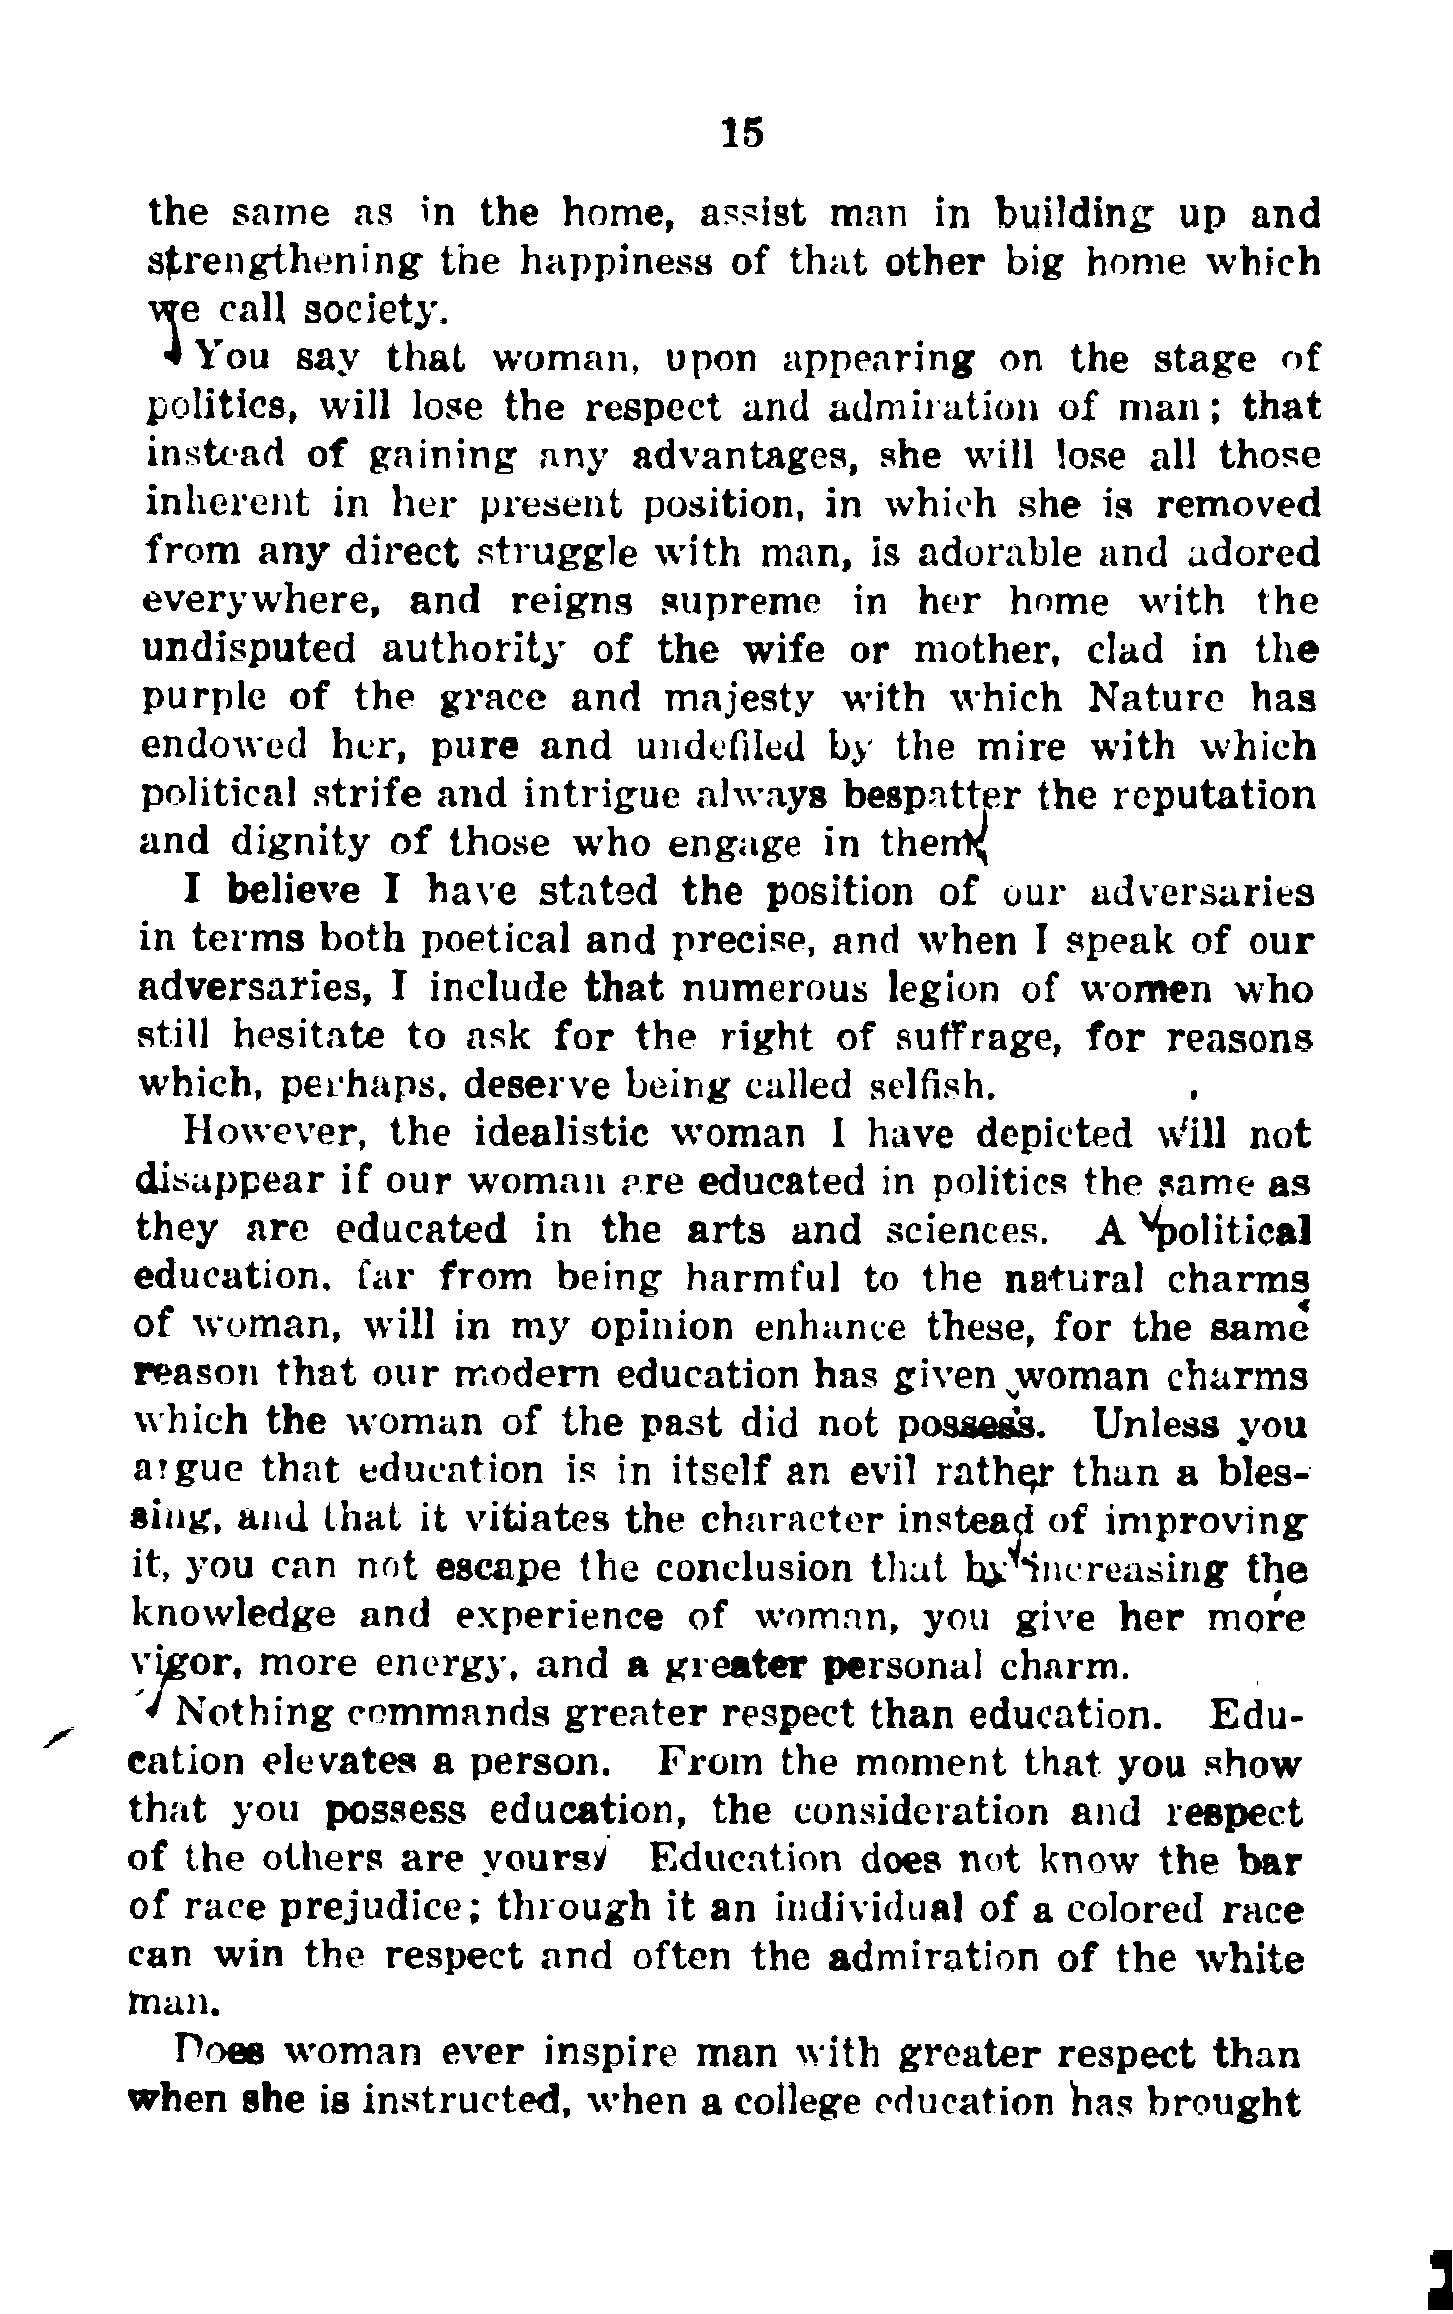 15
the same as in the home, assist man in building up and
strengthening the happiness of that other big home which
we call society.
You say that woman, upon appearing on the stage of
politics, will lose the respect and admiration of man; that
instead of gaining any advantages, she will lose all those
inherent in her present position, in which she is removed
from any direct struggle with man, is adorable and adored
everywhere, and reigns supreme in her home with the
undisputed authority of the wife or mother, clad in the
purple of the grace and majesty with which Nature has
endowed her, pure and undefiled by the mire with which
political strife and intrigue always bespatter the reputation
and dignity of those who engage in them
I believe I have stated the position of our adversaries
in terms both poetical and precise, and when I speak of our
adversaries, I include that numerous legion of women who
still hesitate to ask for the right of suffrage, for reasons
which, perhaps, deserve being called selfish.
However, the idealistic woman I have depicted will not
disappear if our woman are educated in politics the same as
they are educated in the arts and sciences. A political
education, far from being harmful to the natural charms
of woman, will in my opinion enhance these, for the same
reason that our modern education has given woman charms
which the woman of the past did not possess. Unless you
argue that education is in itself an evil rather than a bles-
sing, and that it vitiates the character instead of improving
it, you can not escape the conclusion that by increasing the
knowledge and experience of woman, you give her more
vigor, more energy, and a greater personal charm.
Nothing commands greater respect than education. Edu-
cation elevates a person. From the moment that you show
that you possess education, the consideration and respect
of the others are yours. Education does not know the bar
of race prejudice; through it an individual of a colored race
can win the respect and often the admiration of the white
man.
Does woman ever inspire man with greater respect than
when she is instructed, when a college education has brought